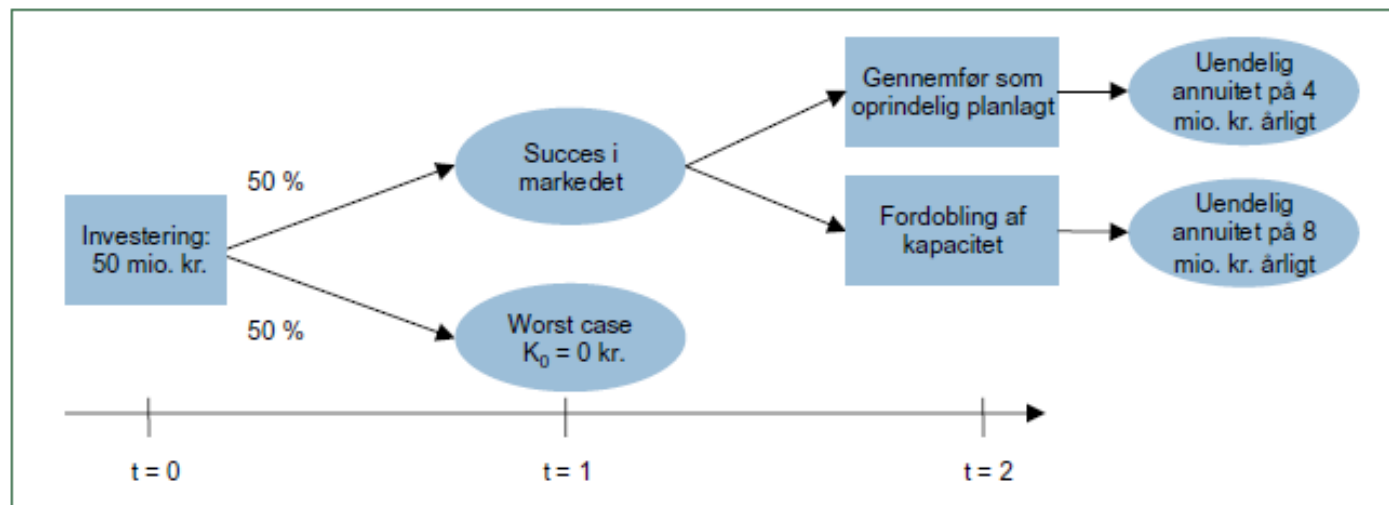 Investering:
50 mio. kr.
50 %
50 %
Succes i
markedet
Worst case
K₀ = 0 kr.
Gennemfør som
oprindelig planlagt
Fordobling af
kapacitet
Uendelig
annuitet på 4
mio. kr. årligt
Uendelig
annuitet på 8
mio. kr. årligt
t = 0
t = 1
t = 2